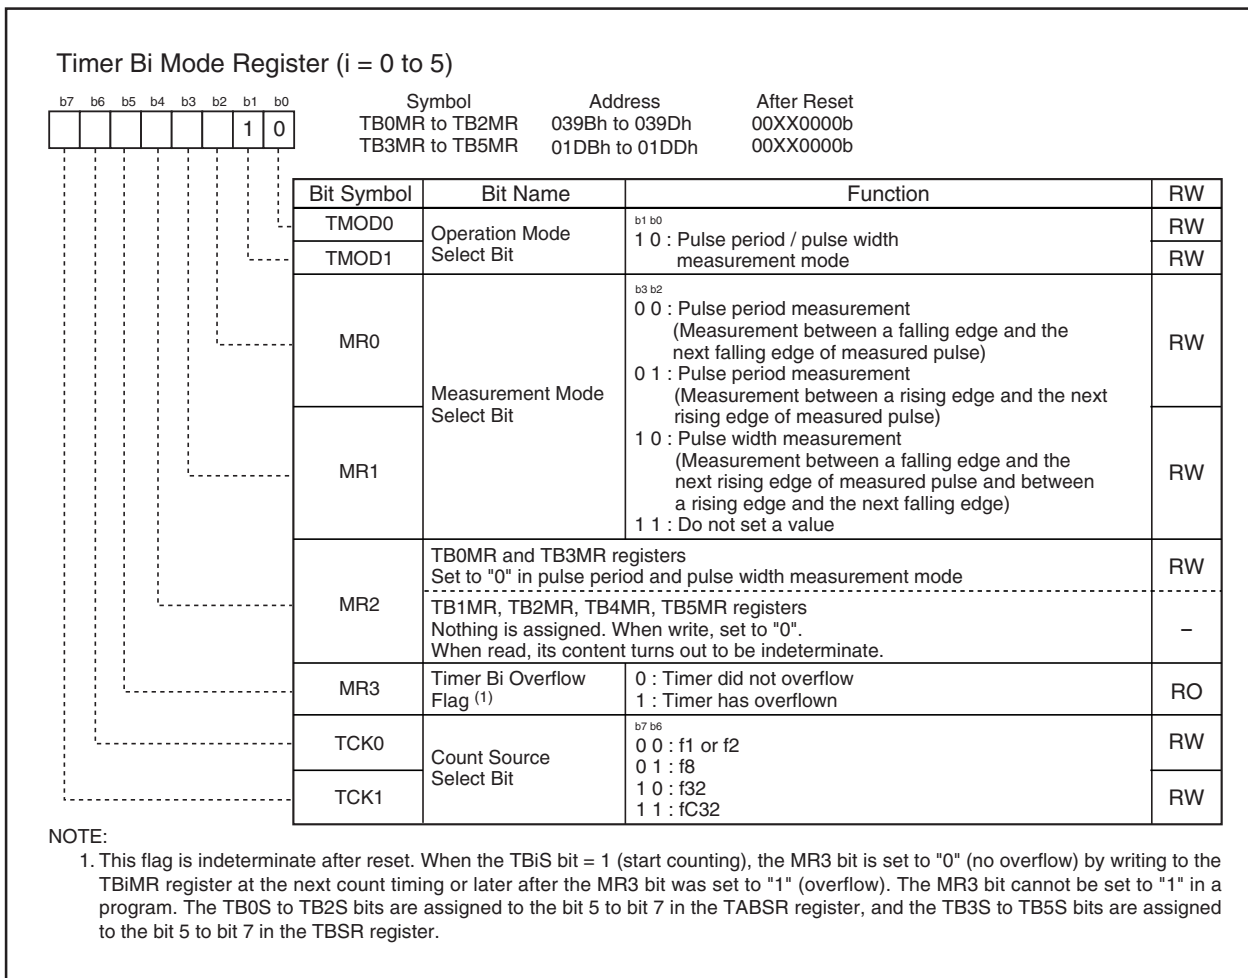 Timer Bi Mode Register (i = 0 to 5)
b7 b6 b5 b4 b3 b2 b1 b0
1 0
Symbol Address After Reset
TB0MR to TB2MR 039Bh to 039Dh 00XX0000b
TB3MR to TB5MR 01DBh to 01DDh 00XX0000b
Bit Symbol Bit Name Function RW
TMOD0 RW
TMOD1 RW
Operation Mode
Select Bit
b1 b0
1 0 : Pulse period / pulse width
measurement mode
MR0 RW
MR1 RW
Measurement Mode
Select Bit
b3 b2
0 0 : Pulse period measurement
(Measurement between a falling edge and the
next falling edge of measured pulse)
0 1 : Pulse period measurement
(Measurement between a rising edge and the next
rising edge of measured pulse)
1 0 : Pulse width measurement
(Measurement between a falling edge and the
next rising edge of measured pulse and between
a rising edge and the next falling edge)
1 1 : Do not set a value
MR2
TB0MR and TB3MR registers
Set to "0" in pulse period and pulse width measurement mode
RW
TB1MR, TB2MR, TB4MR, TB5MR registers
Nothing is assigned. When write, set to "0".
When read, its content turns out to be indeterminate.
–
MR3
Timer Bi Overflow
Flag (1)
0 : Timer did not overflow
1 : Timer has overflown
RO
TCK0 RW
TCK1 RW
Count Source
Select Bit
b7 b6
0 0 : f1 or f2
0 1 : f8
1 0 : f32
1 1 : fC32
NOTE:
1. This flag is indeterminate after reset. When the TBiS bit = 1 (start counting), the MR3 bit is set to "0" (no overflow) by writing to the
TBiMR register at the next count timing or later after the MR3 bit was set to "1" (overflow). The MR3 bit cannot be set to "1" in a
program. The TB0S to TB2S bits are assigned to the bit 5 to bit 7 in the TABSR register, and the TB3S to TB5S bits are assigned
to the bit 5 to bit 7 in the TBSR register.